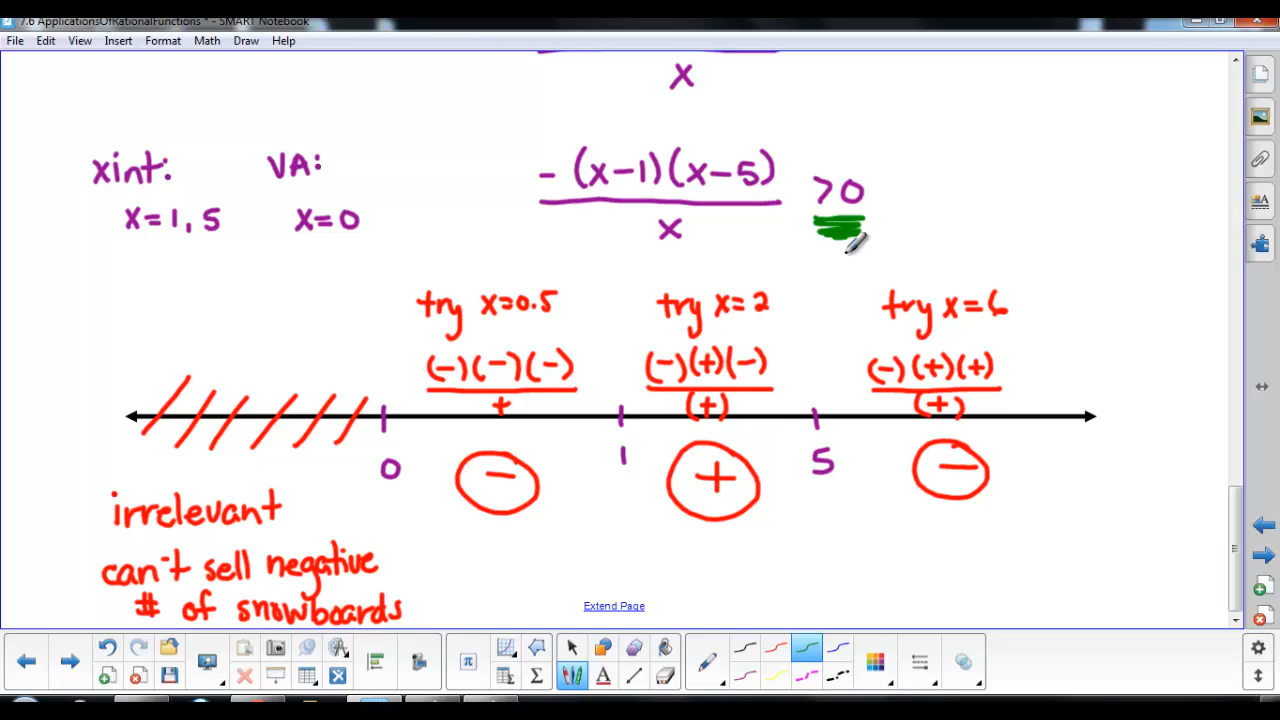 7.6 ApplicationsOfRationalFunctions * - SMART Notebook
File Edit View Insert Format Math Draw Help
x
xint: VA:
x=1, 5 x=0
-(x-1)(x-5)
x
>0
try x=0.5 try x=2 try x=6
(-)(-)(-) (-)(+)(-) (-)(+)(+)
+ (+) (+)
0 1 5
- + -
irrelevant
can't sell negative
# of snowboards
Extend Page
π Σ A